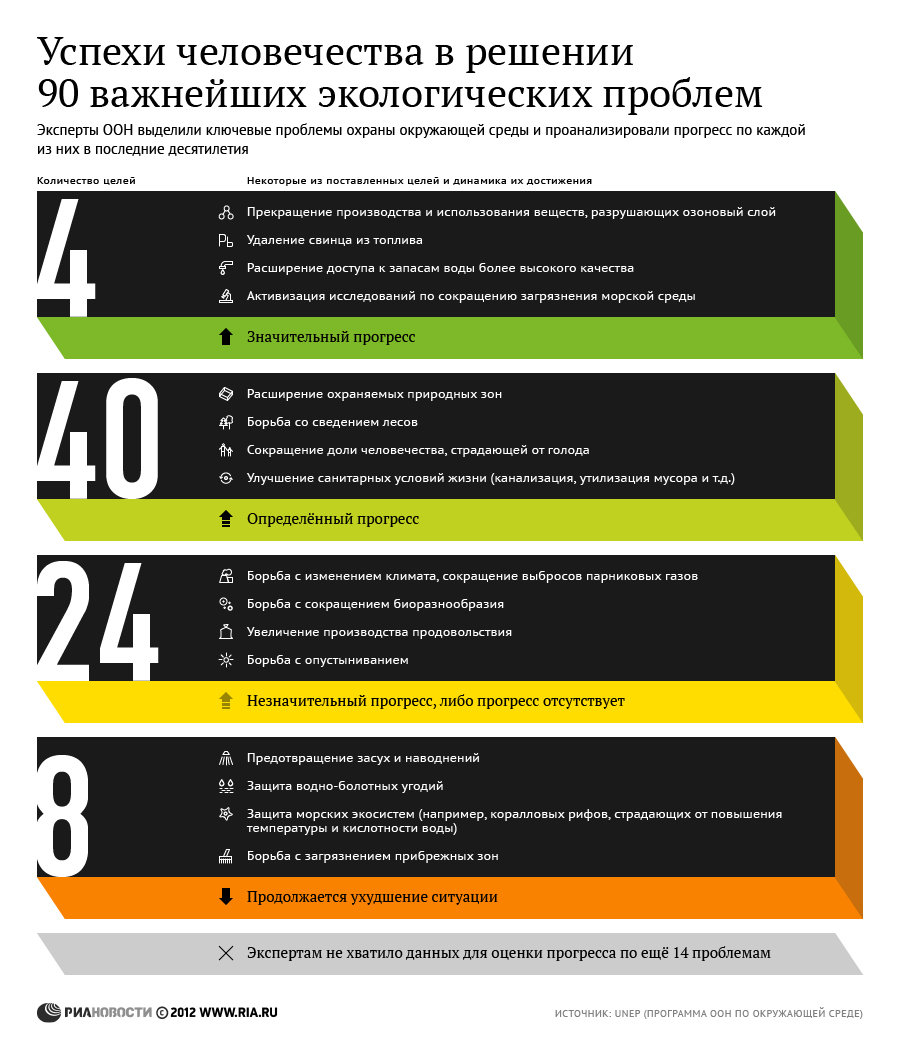 Успехи человечества в решении
90 важнейших экологических проблем
Эксперты ООН выделили ключевые проблемы охраны окружающей среды и проанализировали прогресс по каждой
из них в последние десятилетия
Количество целей
Некоторые из поставленных целей и динамика их достижения
4
Прекращение производства и использования веществ, разрушающих озоновый слой
Pb
Удаление свинца из топлива
Расширение доступа к запасам воды более высокого качества
Активизация исследований по сокращению загрязнения морской среды
Значительный прогресс
40
Расширение охраняемых природных зон
Борьба со сведением лесов
Сокращение доли человечества, страдающей от голода
Улучшение санитарных условий жизни (канализация, утилизация мусора и т.д.)
Определённый прогресс
24
Борьба с изменением климата, сокращение выбросов парниковых газов
Борьба с сокращением биоразнообразия
Увеличение производства продовольствия
Борьба с опустыниванием
Незначительный прогресс, либо прогресс отсутствует
8
Предотвращение засух и наводнений
Защита водно-болотных угодий
Защита морских экосистем (например, коралловых рифов, страдающих от повышения
температуры и кислотности воды)
Борьба с загрязнением прибрежных зон
Продолжается ухудшение ситуации
Экспертам не хватило данных для оценки прогресса по ещё 14 проблемам
РИАНОВОСТИ © 2012 WWW.RIA.RU
ИСТОЧНИК: UNEP (ПРОГРАММА ООН ПО ОКРУЖАЮЩЕЙ СРЕДЕ)